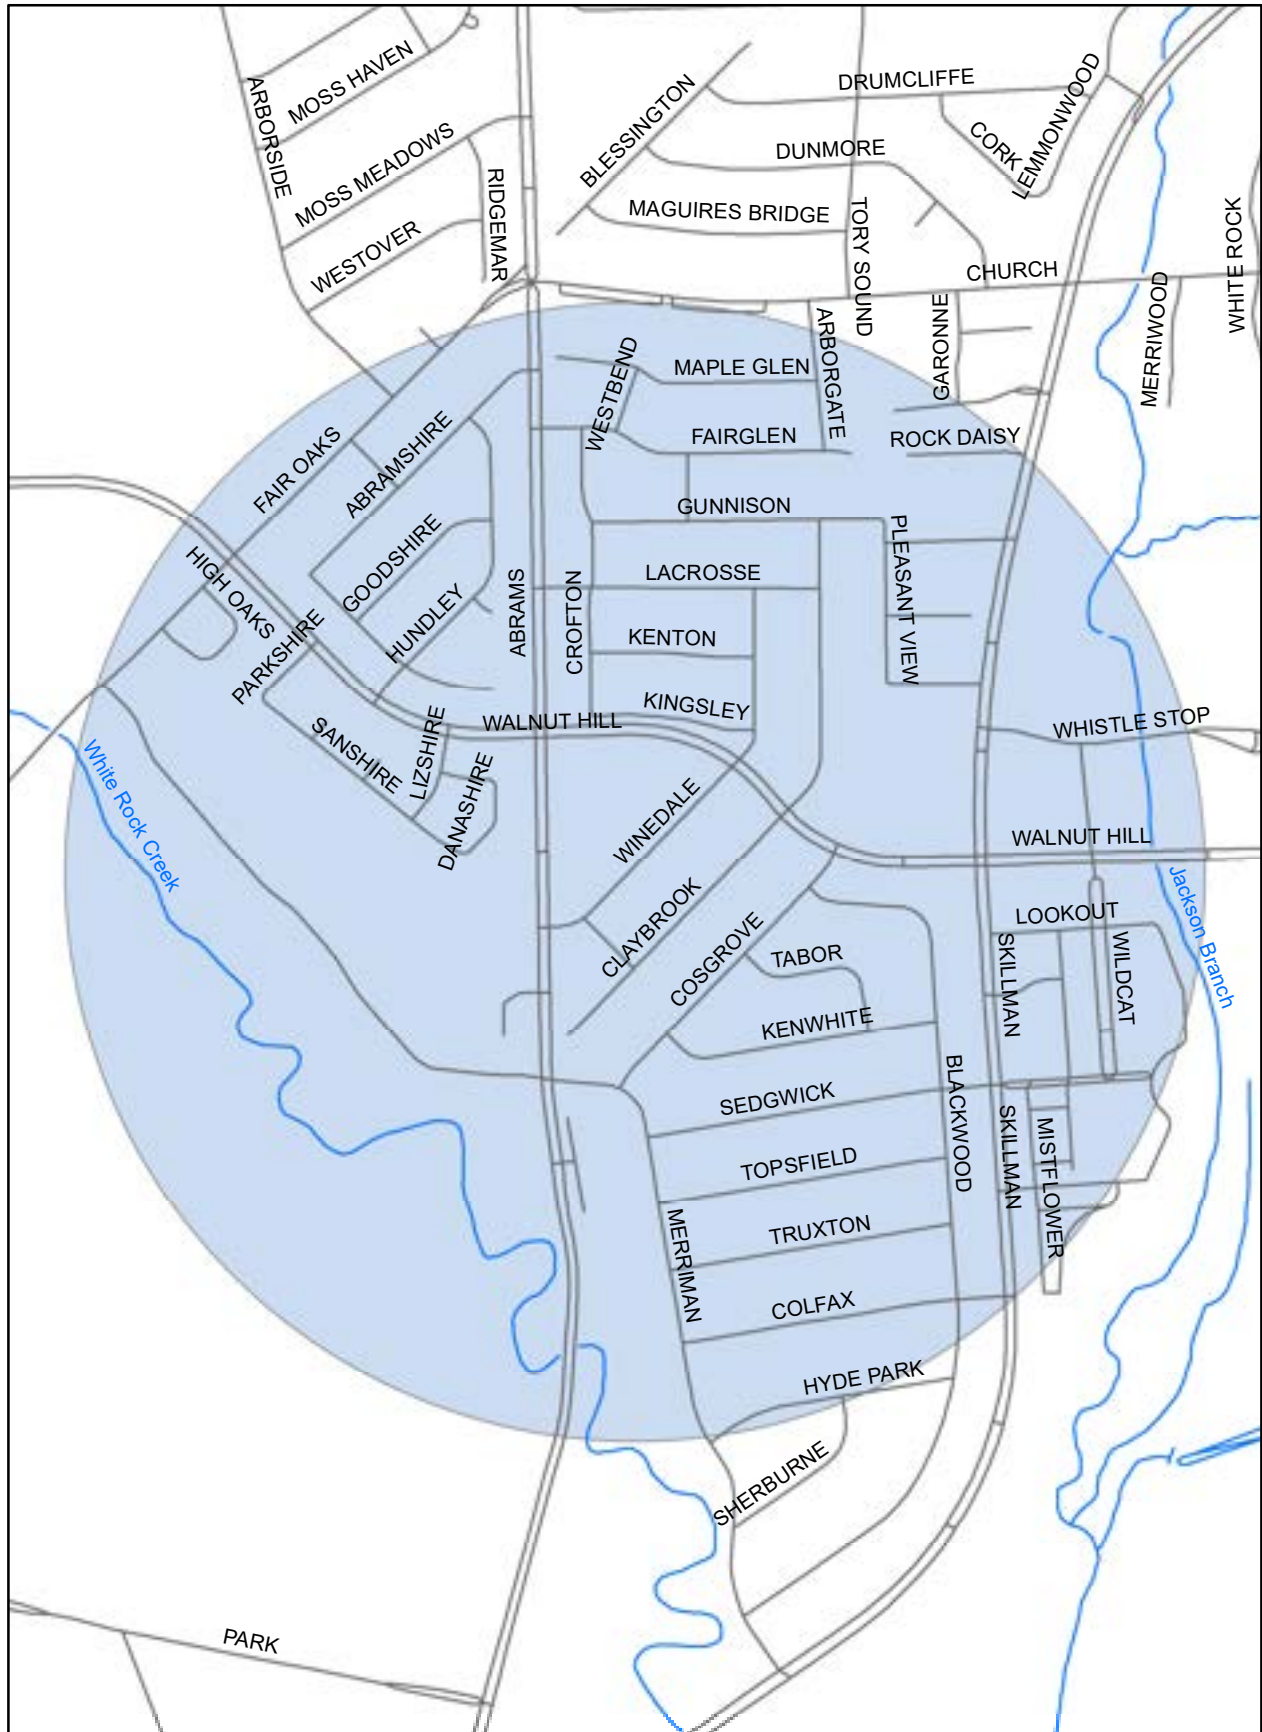 MOSS HAVEN
ARBORSIDE
MOSS MEADOWS
WESTOVER
RIDGEMAR
BLESSINGTON
DRUMCLIFFE
CORK
LEMMONWOOD
DUNMORE
MAGUIRES BRIDGE
TORY SOUND
CHURCH
MERRIWOOD
WHITE ROCK
GARONNE
ARBORGATE
MAPLE GLEN
WESTBEND
FAIRGLEN
ROCK DAISY
FAIR OAKS
ABRAMSHIRE
GUNNISON
PLEASANT VIEW
GOODSHIRE
HIGH OAKS
HUNDLEY
ABRAMS
CROFTON
LACROSSE
KENTON
PARKSHIRE
KINGSLEY
WALNUT HILL
WHISTLE STOP
SANSHIRE
LIZSHIRE
DANASHIRE
White Rock Creek
WINEDALE
WALNUT HILL
Jackson Branch
CLAYBROOK
COSGROVE
LOOKOUT
TABOR
SKILLMAN
WILDCAT
KENWHITE
BLACKWOOD
SEDGWICK
SKILLMAN
MISTFLOWER
TOPSFIELD
MERRIMAN
TRUXTON
COLFAX
HYDE PARK
SHERBURNE
PARK